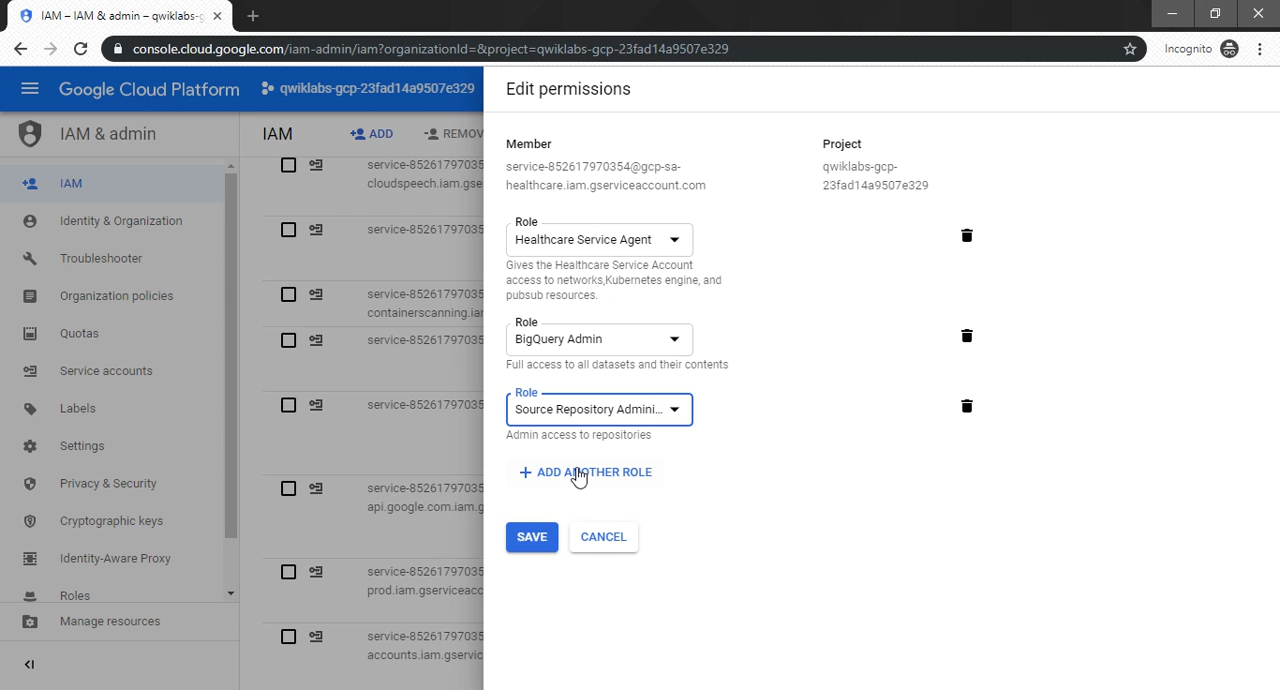 IAM – IAM & admin – qwiklabs-g
console.cloud.google.com/iam-admin/iam?organizationId=&project=qwiklabs-gcp-23fad14a9507e329
Incognito
Google Cloud Platform
qwiklabs-gcp-23fad14a9507e329
IAM & admin
IAM
Identity & Organization
Troubleshooter
Organization policies
Quotas
Service accounts
Labels
Settings
Privacy & Security
Cryptographic keys
Identity-Aware Proxy
Roles
Manage resources
IAM
ADD
REMOV
service-85261797035
cloudspeech.iam.gse
service-85261797035
service-85261797035
containerscanning.iar
service-85261797035
service-85261797035
service-85261797035
api.google.com.iam.g
service-85261797035
prod.iam.gserviceacc
service-85261797035
accounts.iam.gservic
Edit permissions
Member
service-852617970354@gcp-sa-
healthcare.iam.gserviceaccount.com
Project
qwiklabs-gcp-
23fad14a9507e329
Role
Healthcare Service Agent
Gives the Healthcare Service Account
access to networks,Kubernetes engine, and
pubsub resources.
Role
BigQuery Admin
Full access to all datasets and their contents
Role
Source Repository Admini...
Admin access to repositories
ADD ANOTHER ROLE
SAVE
CANCEL